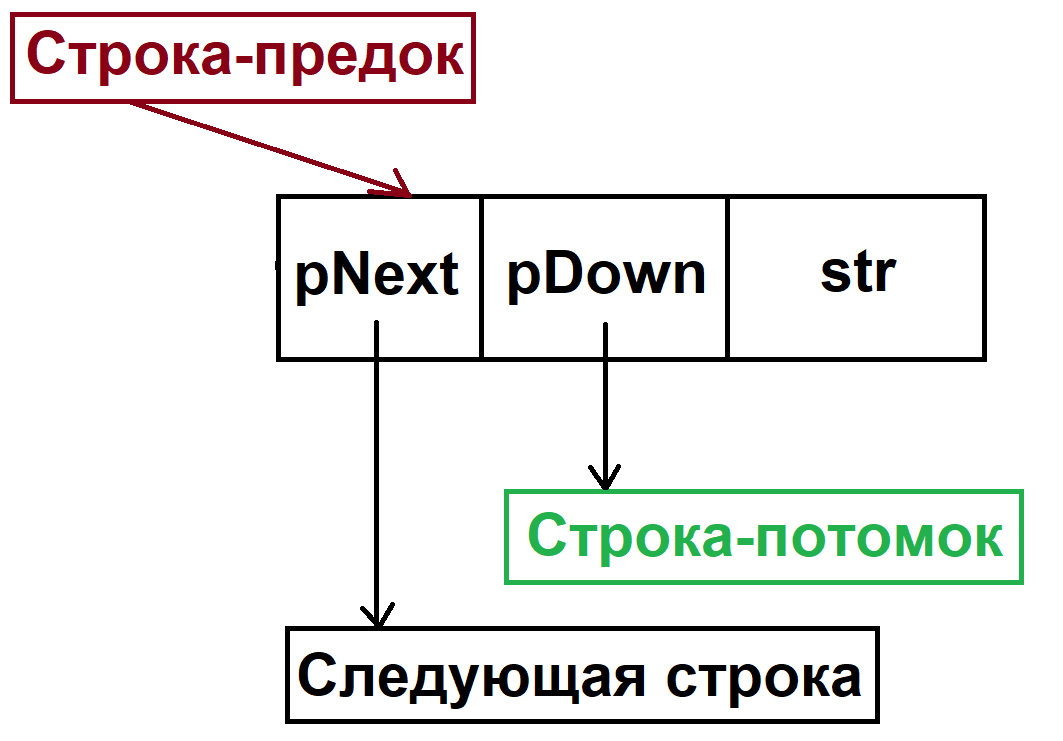 Строка-предок
pNext pDown str
Строка-потомок
Следующая строка